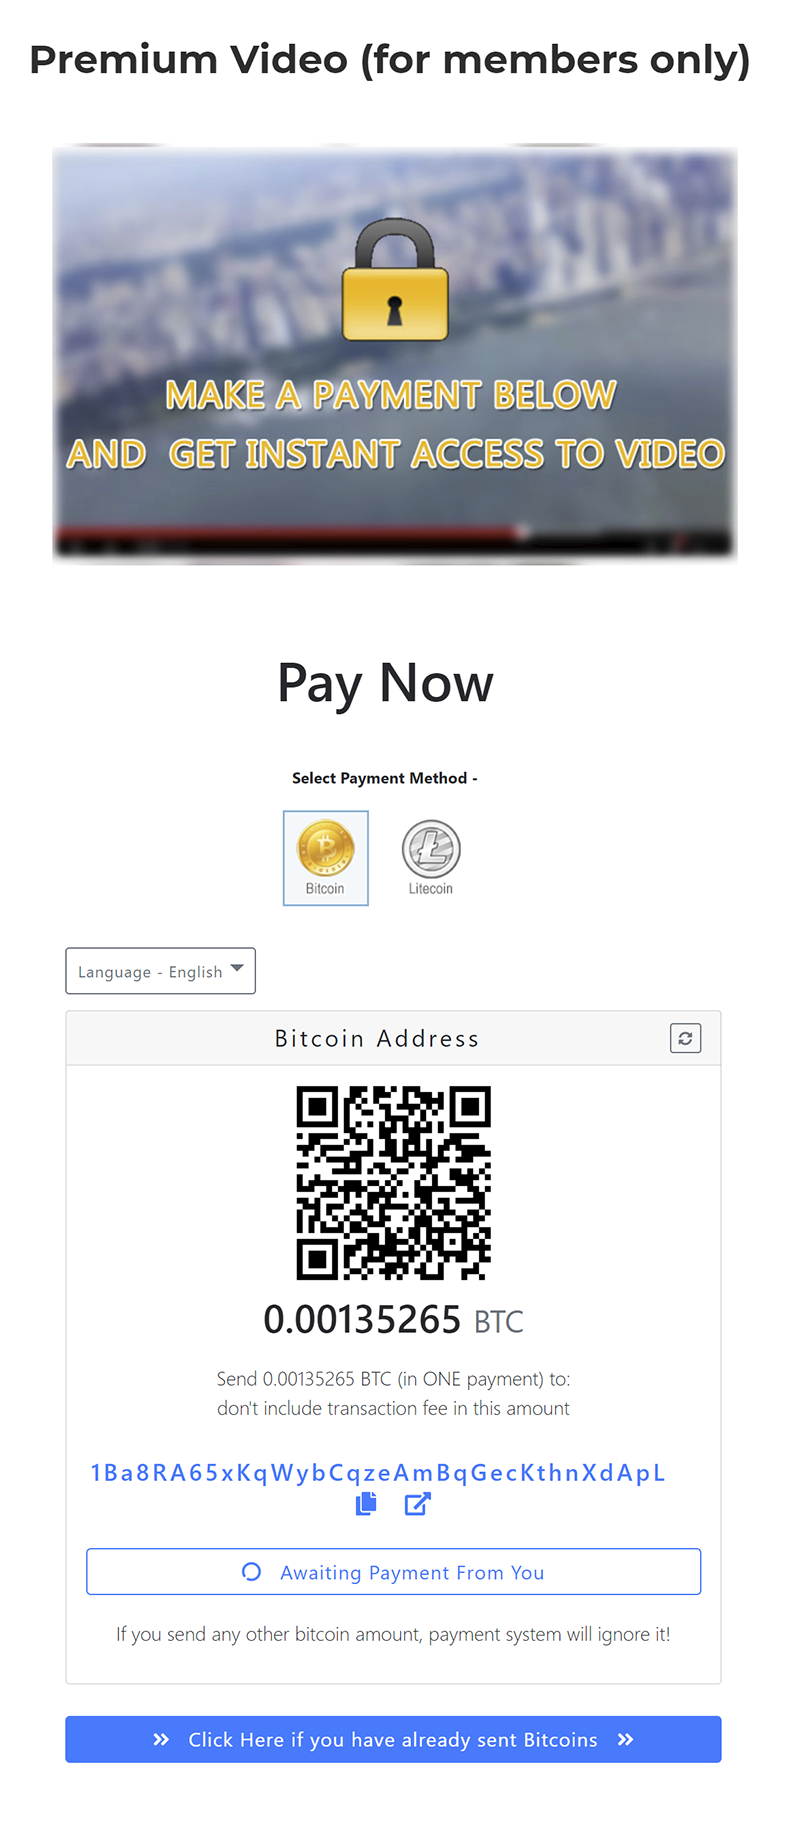 Premium Video (for members only)
MAKE A PAYMENT BELOW
AND GET INSTANT ACCESS TO VIDEO
Pay Now
Select Payment Method -
Bitcoin
Litecoin
Language - English
Bitcoin Address
0.00135265 BTC
Send 0.00135265 BTC (in ONE payment) to:
don't include transaction fee in this amount
1Ba8RA65xKqWybCqzeAmBqGecKthnXdApL
Awaiting Payment From You
If you send any other bitcoin amount, payment system will ignore it!
Click Here if you have already sent Bitcoins